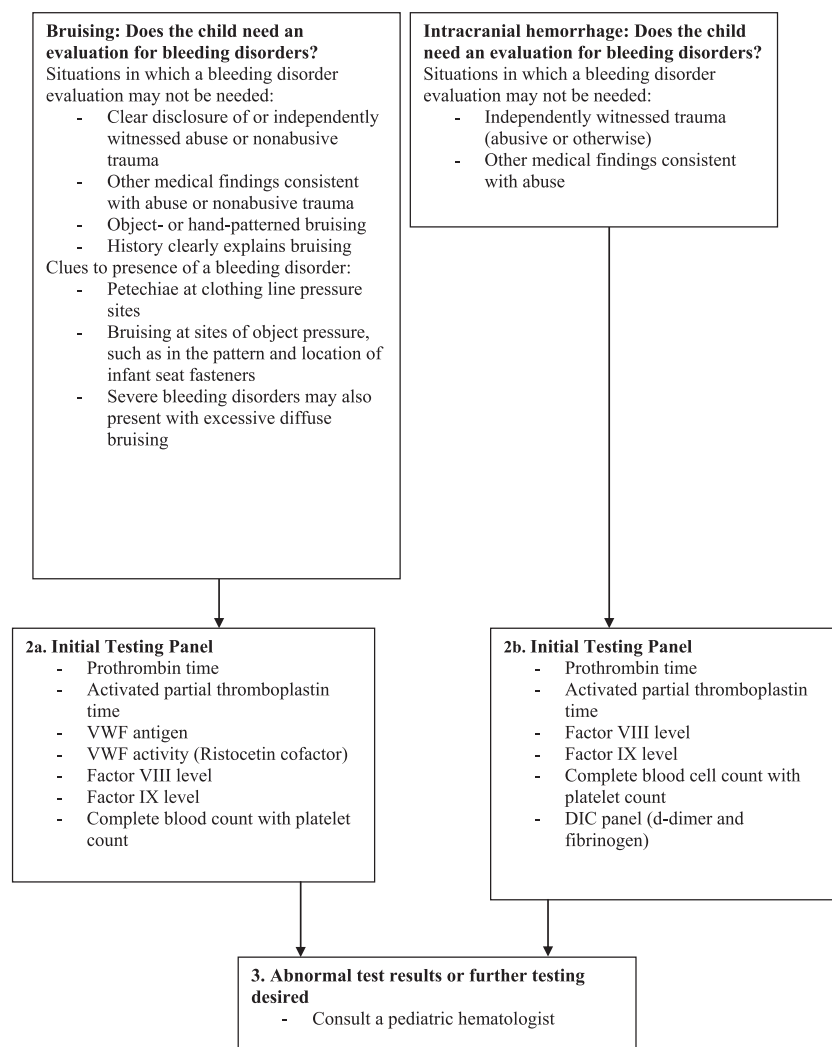 Bruising: Does the child need an
evaluation for bleeding disorders?
Situations in which a bleeding disorder
evaluation may not be needed:
- Clear disclosure of or independently
witnessed abuse or nonabusive
trauma
- Other medical findings consistent
with abuse or nonabusive trauma
- Object- or hand-patterned bruising
- History clearly explains bruising
Clues to presence of a bleeding disorder:
- Petechiae at clothing line pressure
sites
- Bruising at sites of object pressure,
such as in the pattern and location of
infant seat fasteners
- Severe bleeding disorders may also
present with excessive diffuse
bruising
Intracranial hemorrhage: Does the child
need an evaluation for bleeding disorders?
Situations in which a bleeding disorder
evaluation may not be needed:
- Independently witnessed trauma
(abusive or otherwise)
- Other medical findings consistent
with abuse
2a. Initial Testing Panel
- Prothrombin time
- Activated partial thromboplastin
time
- VWF antigen
- VWF activity (Ristocetin cofactor)
- Factor VIII level
- Factor IX level
- Complete blood count with platelet
count
2b. Initial Testing Panel
- Prothrombin time
- Activated partial thromboplastin
time
- Factor VIII level
- Factor IX level
- Complete blood cell count with
platelet count
- DIC panel (d-dimer and
fibrinogen)
3. Abnormal test results or further testing
desired
- Consult a pediatric hematologist